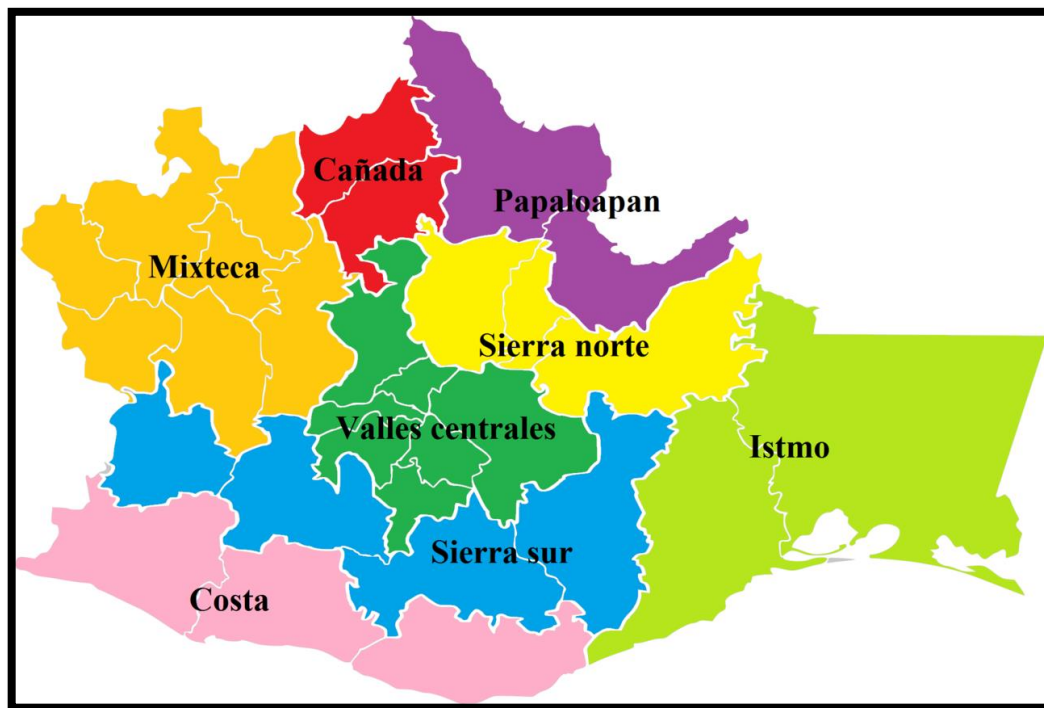 Cañada
Papaloapan
Mixteca
Sierra norte
Valles centrales
Istmo
Sierra sur
Costa